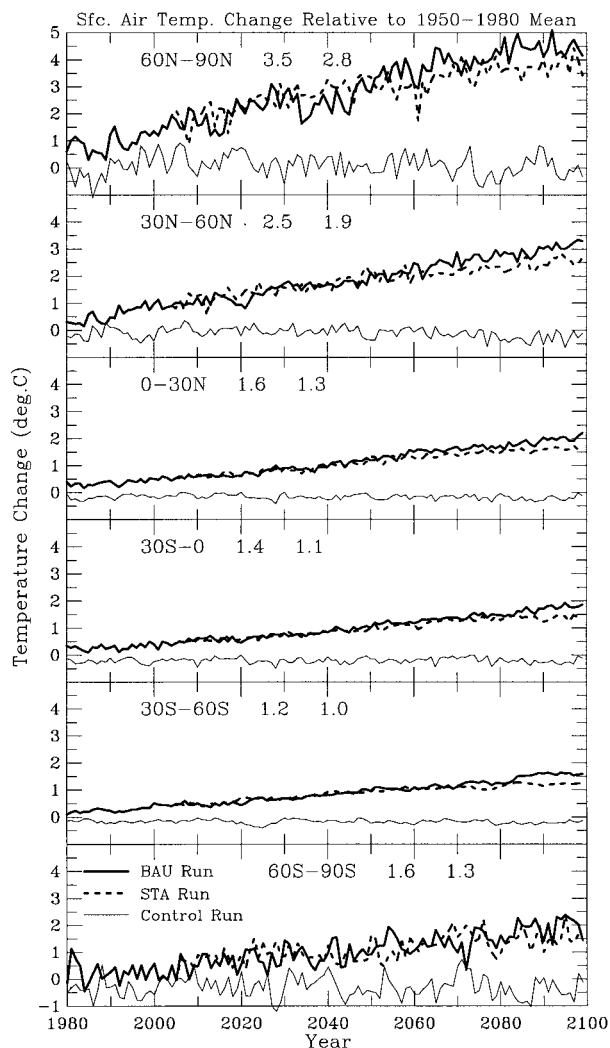 Sfc. Air Temp. Change Relative to 1950−1980 Mean
Temperature Change (deg.C)
5
4
3
2
1
0
60N−90N 3.5 2.8
4
3
2
1
0
30N−60N 2.5 1.9
4
3
2
1
0
0−30N 1.6 1.3
4
3
2
1
0
30S−0 1.4 1.1
4
3
2
1
0
30S−60S 1.2 1.0
4
3
2
1
0
-1
60S−90S 1.6 1.3
BAU Run
STA Run
Control Run
1980 2000 2020 2040 2060 2080 2100
Year